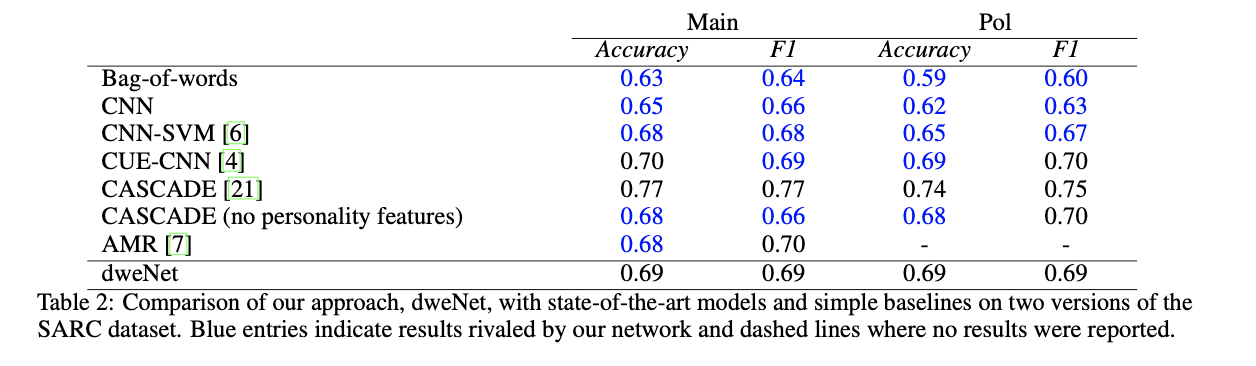 Main Pol
Accuracy F1 Accuracy F1
Bag-of-words 0.63 0.64 0.59 0.60
CNN 0.65 0.66 0.62 0.63
CNN-SVM [6] 0.68 0.68 0.65 0.67
CUE-CNN [4] 0.70 0.69 0.69 0.70
CASCADE [21] 0.77 0.77 0.74 0.75
CASCADE (no personality features) 0.68 0.66 0.68 0.70
AMR [7] 0.68 0.70 - -
dweNet 0.69 0.69 0.69 0.69
Table 2: Comparison of our approach, dweNet, with state-of-the-art models and simple baselines on two versions of the
SARC dataset. Blue entries indicate results rivaled by our network and dashed lines where no results were reported.